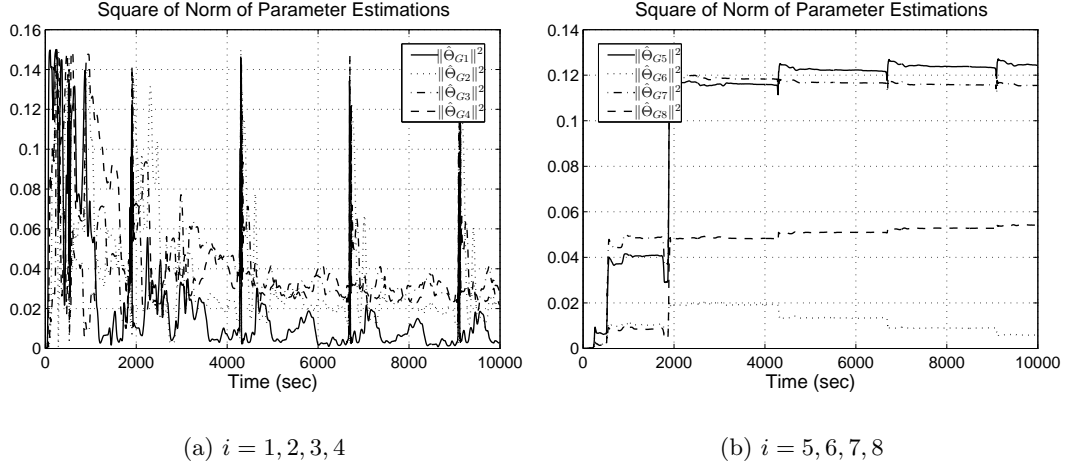 Square of Norm of Parameter Estimations
0.16
0.14
0.12
0.1
0.08
0.06
0.04
0.02
0
0
2000
4000
6000
8000
10000
Time (sec)
‖Θ̂_{G1}‖²
‖Θ̂_{G2}‖²
‖Θ̂_{G3}‖²
‖Θ̂_{G4}‖²
(a) i = 1, 2, 3, 4
Square of Norm of Parameter Estimations
0.14
0.12
0.1
0.08
0.06
0.04
0.02
0
0
2000
4000
6000
8000
10000
Time (sec)
‖Θ̂_{G5}‖²
‖Θ̂_{G6}‖²
‖Θ̂_{G7}‖²
‖Θ̂_{G8}‖²
(b) i = 5, 6, 7, 8